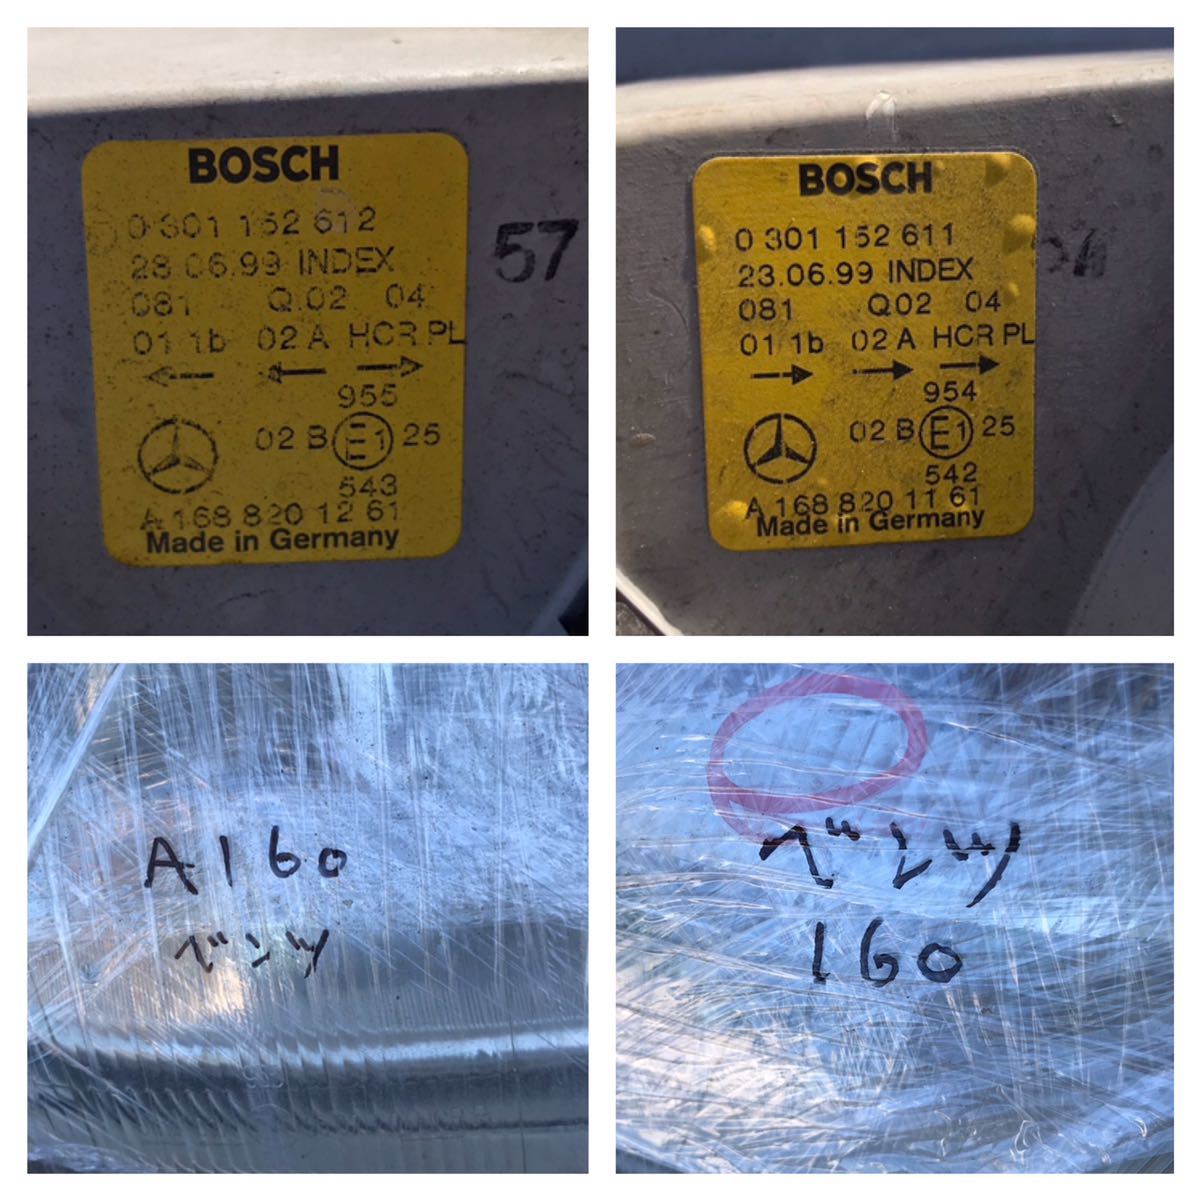 BOSCH
0 301 152 612
28.06.99 INDEX
081 Q.02 04
01 1b 02 A HCR PL
← ← →
955
02 B E1 25
543
A 168 820 12 61
Made in Germany
57
BOSCH
0 301 152 611
23.06.99 INDEX
081 Q.02 04
01 1b 02 A HCR PL
→ → →
954
02 B E1 25
542
A 168 820 11 61
Made in Germany
A160
ベンツ
ベンツ
160